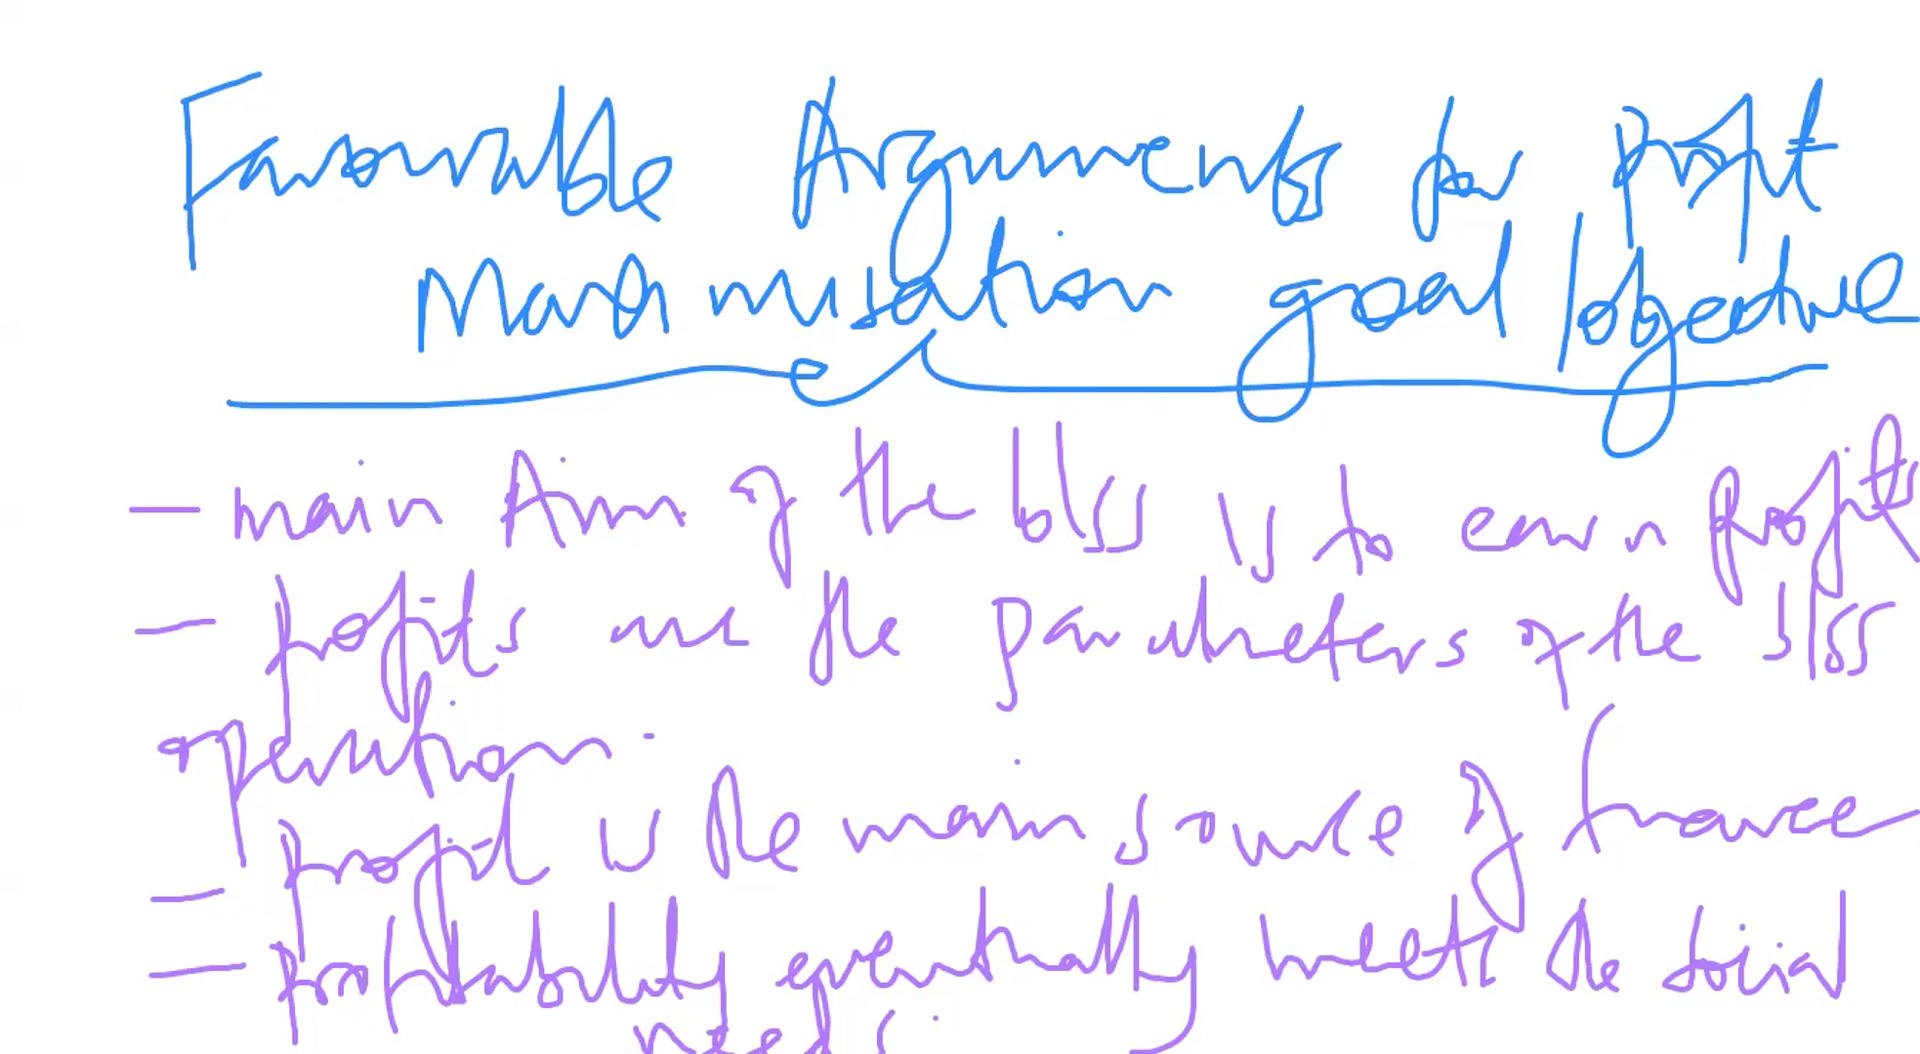 Favourable Arguments for profit
Maximisation goal / objective
- main Aim of the b/ss is to earn profits
- profits are the parameters of the b/ss
operation.
- profit is the main source of finance
- profitability eventually meets the social
needs.